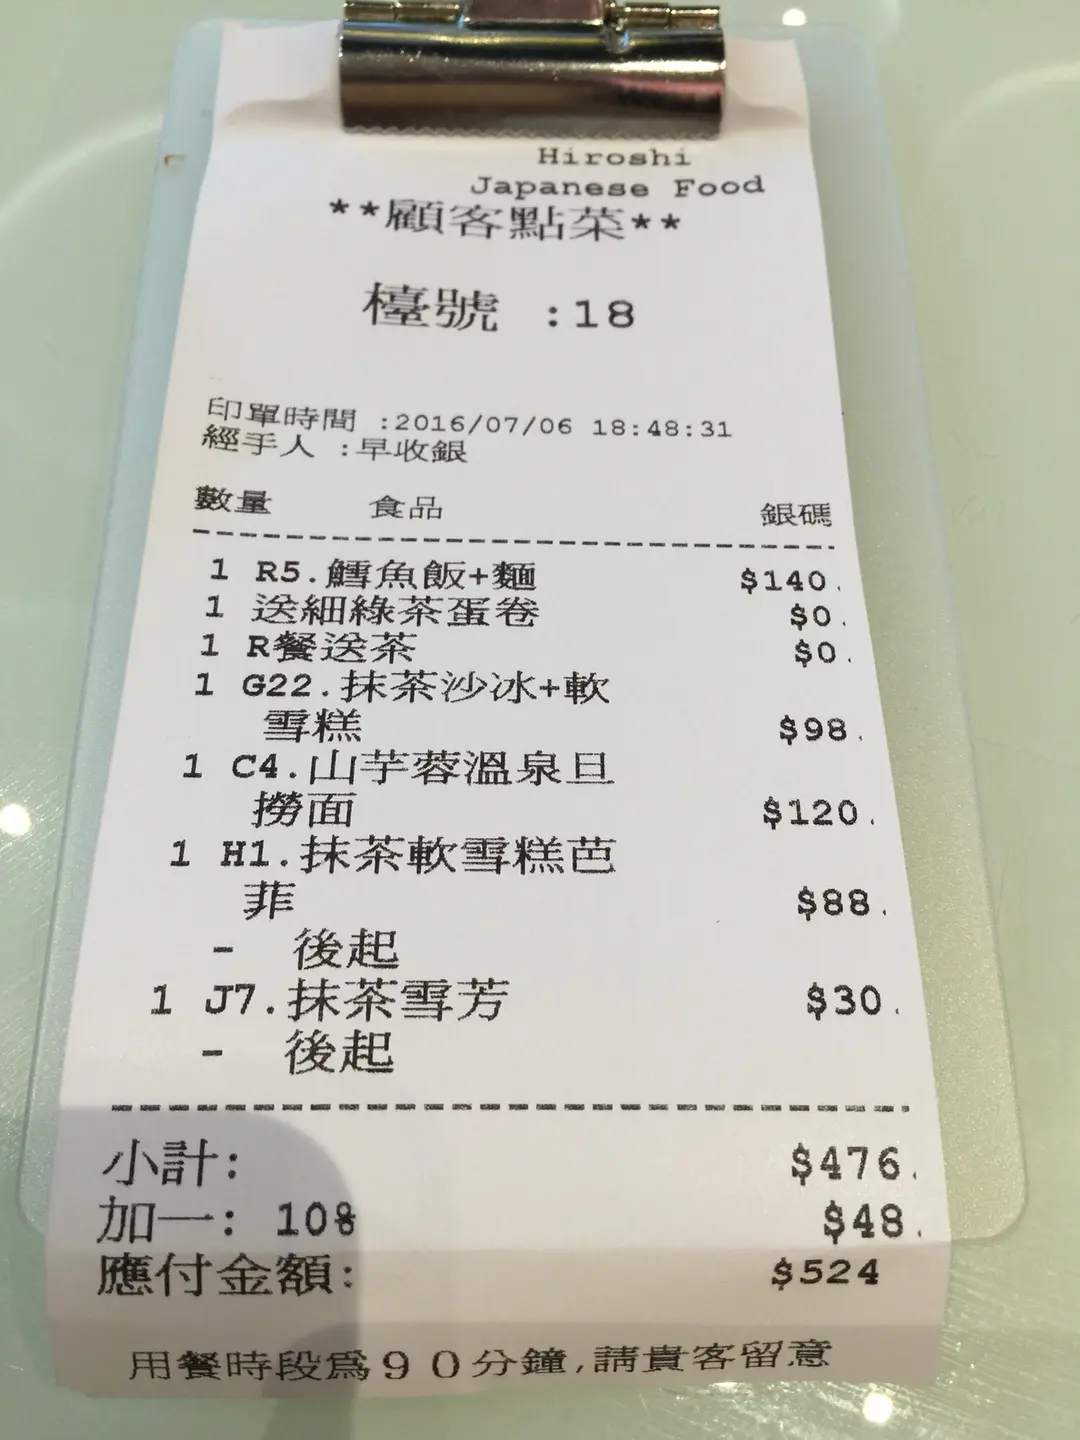 Hiroshi
Japanese Food
**顧客點菜**
檯號 :18
印單時間 :2016/07/06 18:48:31
經手人 :早收銀
數量 食品 銀碼
1 R5.鱈魚飯+麵 $140.
1 送細綠茶蛋卷 $0.
1 R餐送茶 $0.
1 G22.抹茶沙冰+軟
雪糕 $98.
1 C4.山芋蓉溫泉旦
撈面 $120.
1 H1.抹茶軟雪糕芭
菲 $88.
- 後起
1 J7.抹茶雪芳 $30.
- 後起
小計: $476.
加一: 10% $48.
應付金額: $524
用餐時段爲90分鐘,請貴客留意